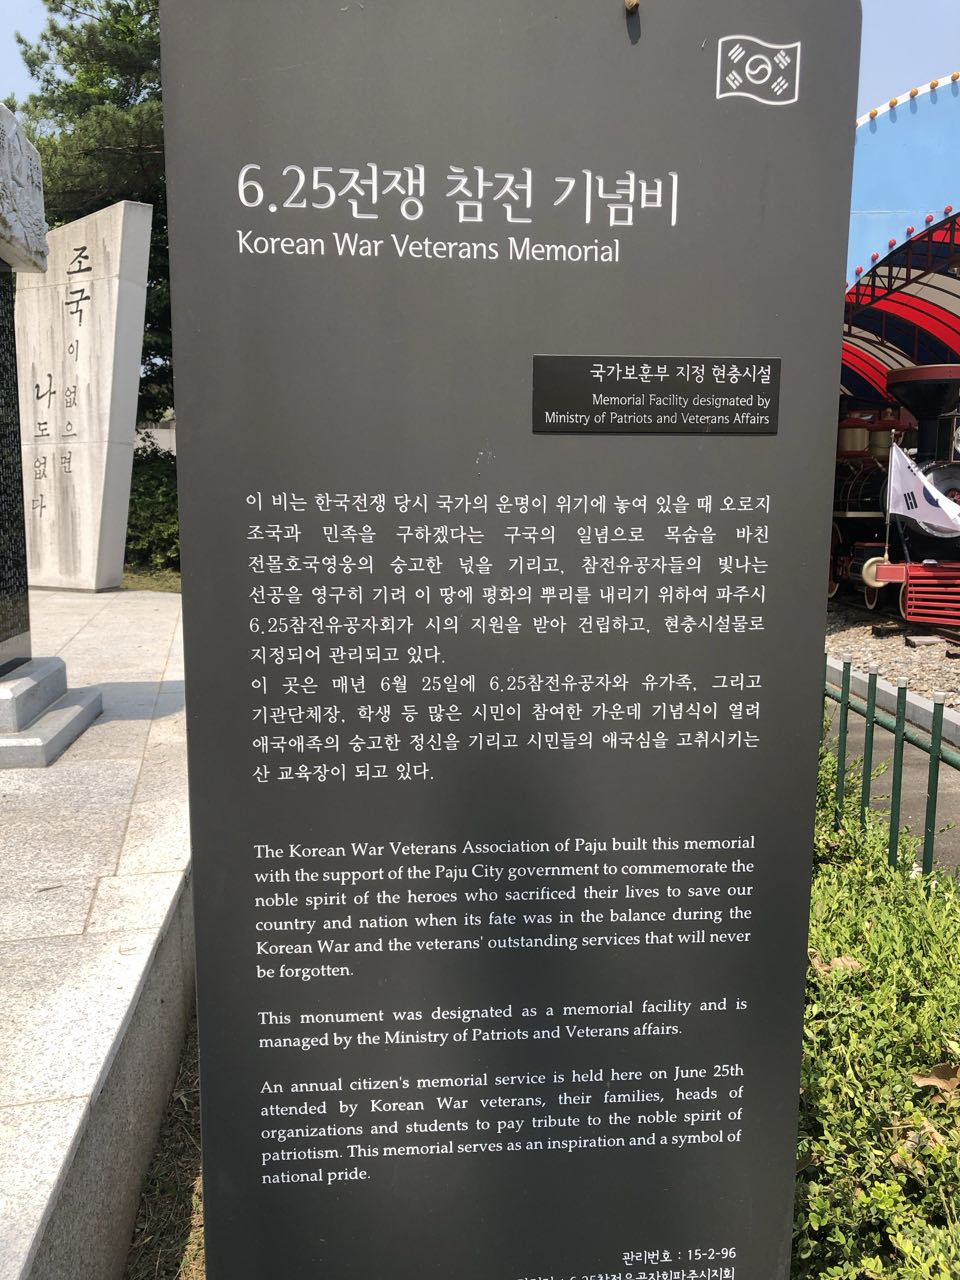 6.25전쟁 참전 기념비
Korean War Veterans Memorial
국가보훈부 지정 현충시설
Memorial Facility designated by
Ministry of Patriots and Veterans Affairs
이 비는 한국전쟁 당시 국가의 운명이 위기에 놓여 있을 때 오로지
조국과 민족을 구하겠다는 구국의 일념으로 목숨을 바친
전몰호국영웅의 숭고한 넋을 기리고, 참전유공자들의 빛나는
선공을 영구히 기려 이 땅에 평화의 뿌리를 내리기 위하여 파주시
6.25참전유공자회가 시의 지원을 받아 건립하고, 현충시설물로
지정되어 관리되고 있다.
이 곳은 매년 6월 25일에 6.25참전유공자와 유가족, 그리고
기관단체장, 학생 등 많은 시민이 참여한 가운데 기념식이 열려
애국애족의 숭고한 정신을 기리고 시민들의 애국심을 고취시키는
산 교육장이 되고 있다.
The Korean War Veterans Association of Paju built this memorial
with the support of the Paju City government to commemorate the
noble spirit of the heroes who sacrificed their lives to save our
country and nation when its fate was in the balance during the
Korean War and the veterans' outstanding services that will never
be forgotten.
This monument was designated as a memorial facility and is
managed by the Ministry of Patriots and Veterans affairs.
An annual citizen's memorial service is held here on June 25th
attended by Korean War veterans, their families, heads of
organizations and students to pay tribute to the noble spirit of
patriotism. This memorial serves as an inspiration and a symbol of
national pride.
관리번호 : 15-2-96
6.25참전유공자회파주시지회
조국이 없으면
나도 없다